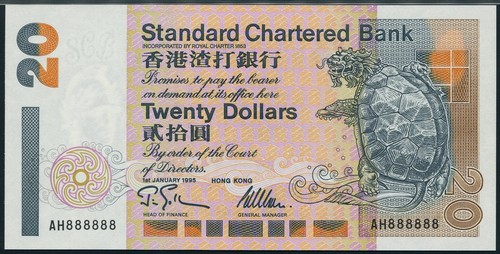 20
Standard Chartered Bank
INCORPORATED BY ROYAL CHARTER 1853
香港渣打銀行
Promises to pay the bearer
on demand at its office here
Twenty Dollars
貳拾圓
By order of the Court
of Directors.
1st JANUARY 1995 HONG KONG
HEAD OF FINANCE SECRETARY
AH888888 AH888888
20